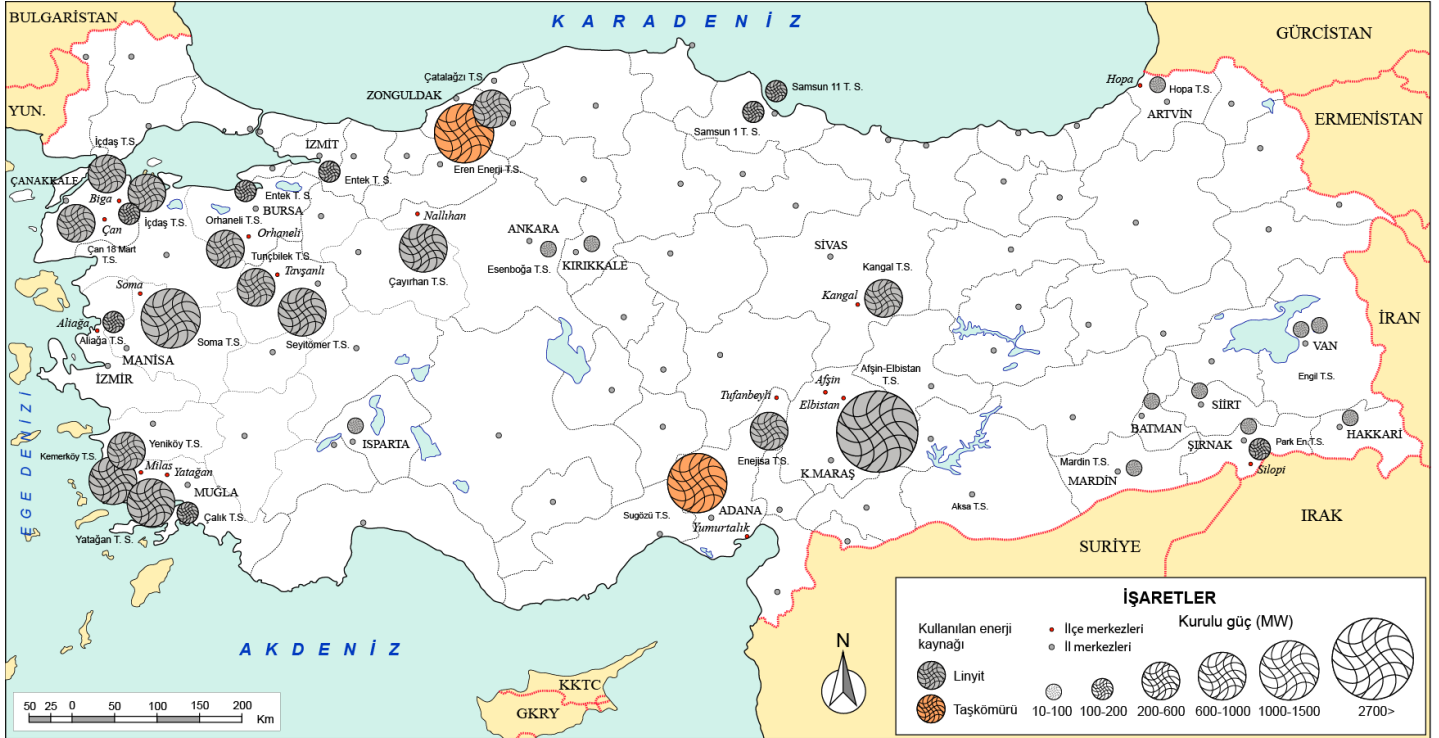 BULGARİSTAN
K A R A D E N İ Z
GÜRCİSTAN
YUN.
Çatalağzı T.S.
ZONGULDAK
Samsun 11 T. S.
Hopa
Hopa T.S.
ARTVİN
ERMENİSTAN
Samsun 1 T. S.
İçdaş T.S.
İZMİT
Eren Enerji T.S.
Entek T. S.
ÇANAKKALE
Biga
Entek T. S.
BURSA
Çan
İçdaş T.S.
Orhaneli T.S.
Orhaneli
Nallıhan
ANKARA
Çan 18 Mart
T.S.
Tunçbilek T.S.
Tavşanlı
Çayırhan T.S.
Esenboğa T.S.
KIRIKKALE
SİVAS
Kangal T.S.
Kangal
Soma
Aliağa
Aliağa T.S.
Soma T.S.
Seyitömer T.S.
MANİSA
İZMİR
İRAN
VAN
Engil T.S.
Afşin-Elbistan
T.S.
Afşin
Elbistan
Tufanbeyli
SİİRT
BATMAN
HAKKARİ
ŞIRNAK
Park En.T.S.
Silopi
Mardin T.S.
MARDİN
EGE DENİZİ
ISPARTA
Yeniköy T.S.
Kemerköy T.S.
Milas
Yatağan
MUĞLA
Çalık T.S.
Yatağan T. S.
Enejisa T.S.
K.MARAŞ
Aksa T.S.
Sugözü T.S.
ADANA
Yumurtalık
SURİYE
IRAK
A K D E N İ Z
KKTC
GKRY
N
50 25 0 50 100 150 200
Km
İŞARETLER
Kullanılan enerji
kaynağı
İlçe merkezleri
İl merkezleri
Kurulu güç (MW)
Linyit
Taşkömürü
10-100 100-200 200-600 600-1000 1000-1500 2700>